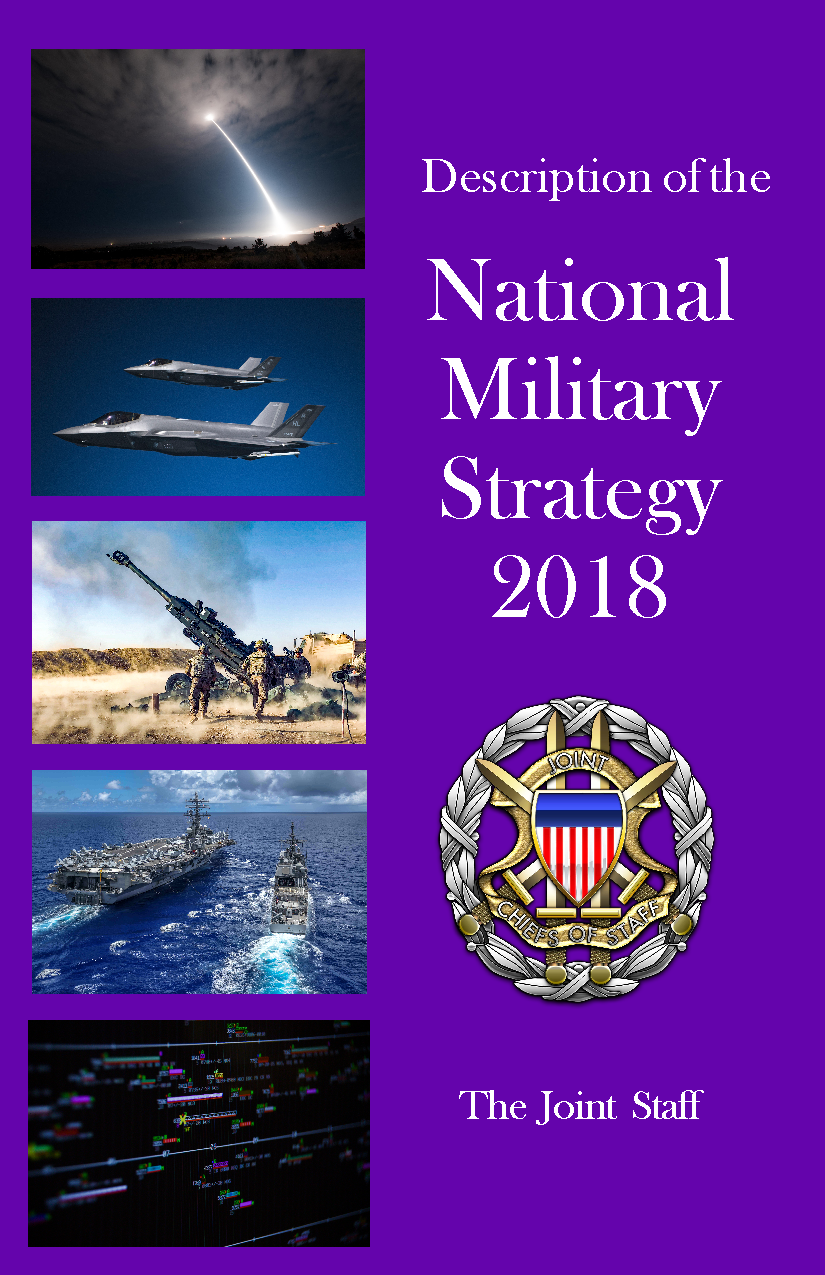 Description of the
National
Military
Strategy
2018
JOINT
CHIEFS OF STAFF
The Joint Staff